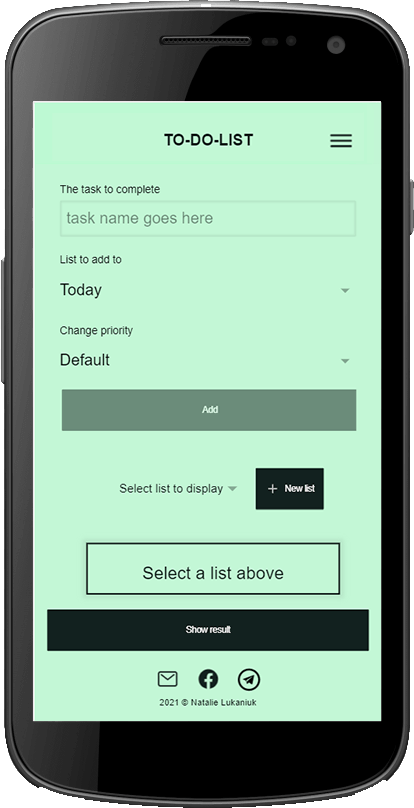 TO-DO-LIST
The task to complete
task name goes here
List to add to
Today
Change priority
Default
Add
Select list to display
+ New list
Select a list above
Show result
2021 © Natalie Lukaniuk